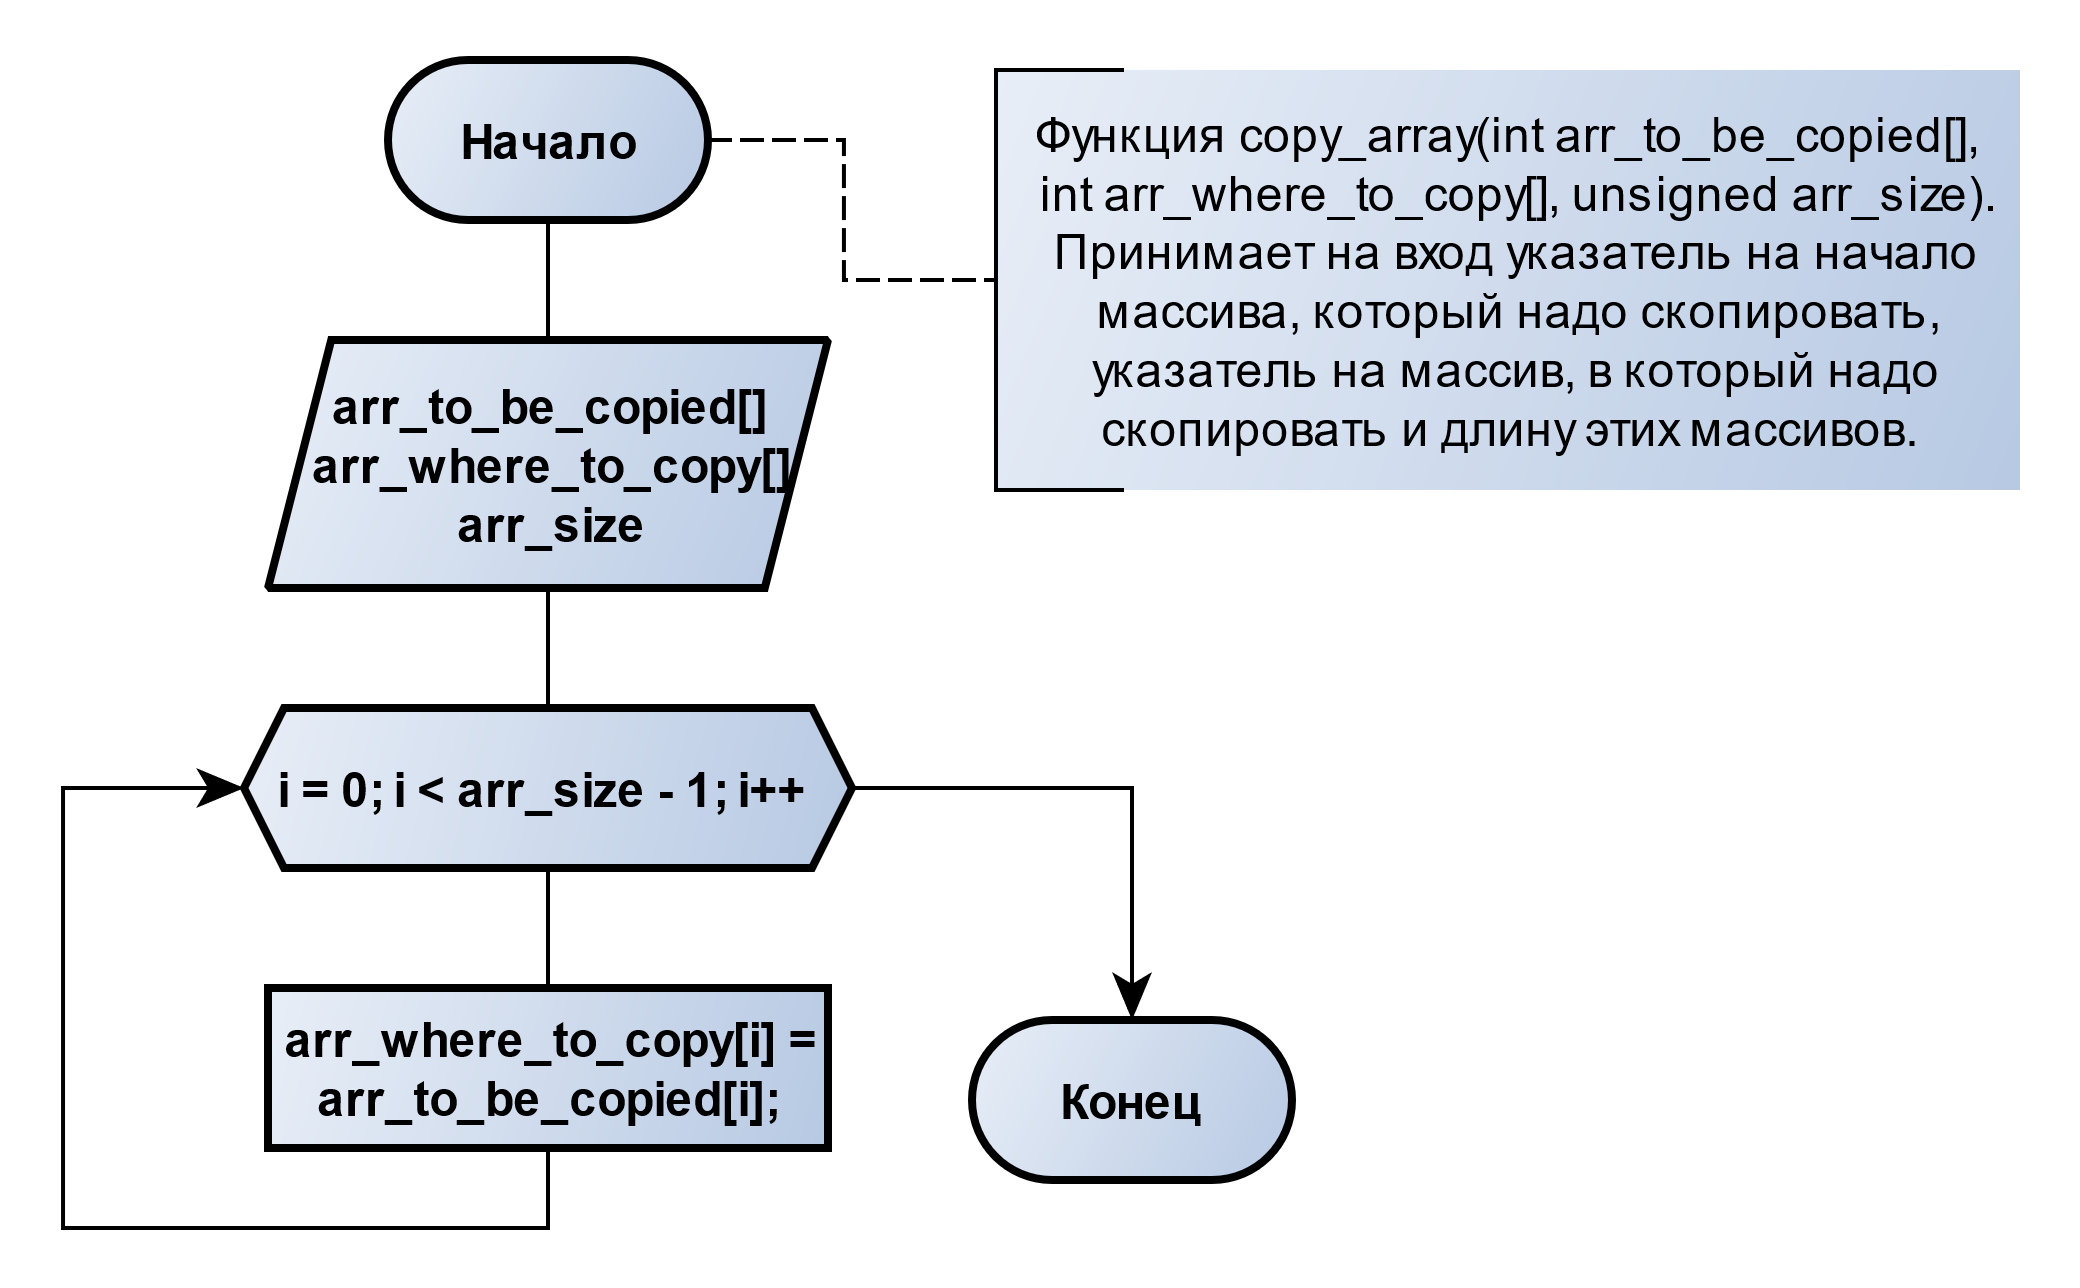 Начало
Функция copy_array(int arr_to_be_copied[],
int arr_where_to_copy[], unsigned arr_size).
Принимает на вход указатель на начало
массива, который надо скопировать,
указатель на массив, в который надо
скопировать и длину этих массивов.
arr_to_be_copied[]
arr_where_to_copy[]
arr_size
i = 0; i < arr_size - 1; i++
arr_where_to_copy[i] =
arr_to_be_copied[i];
Конец